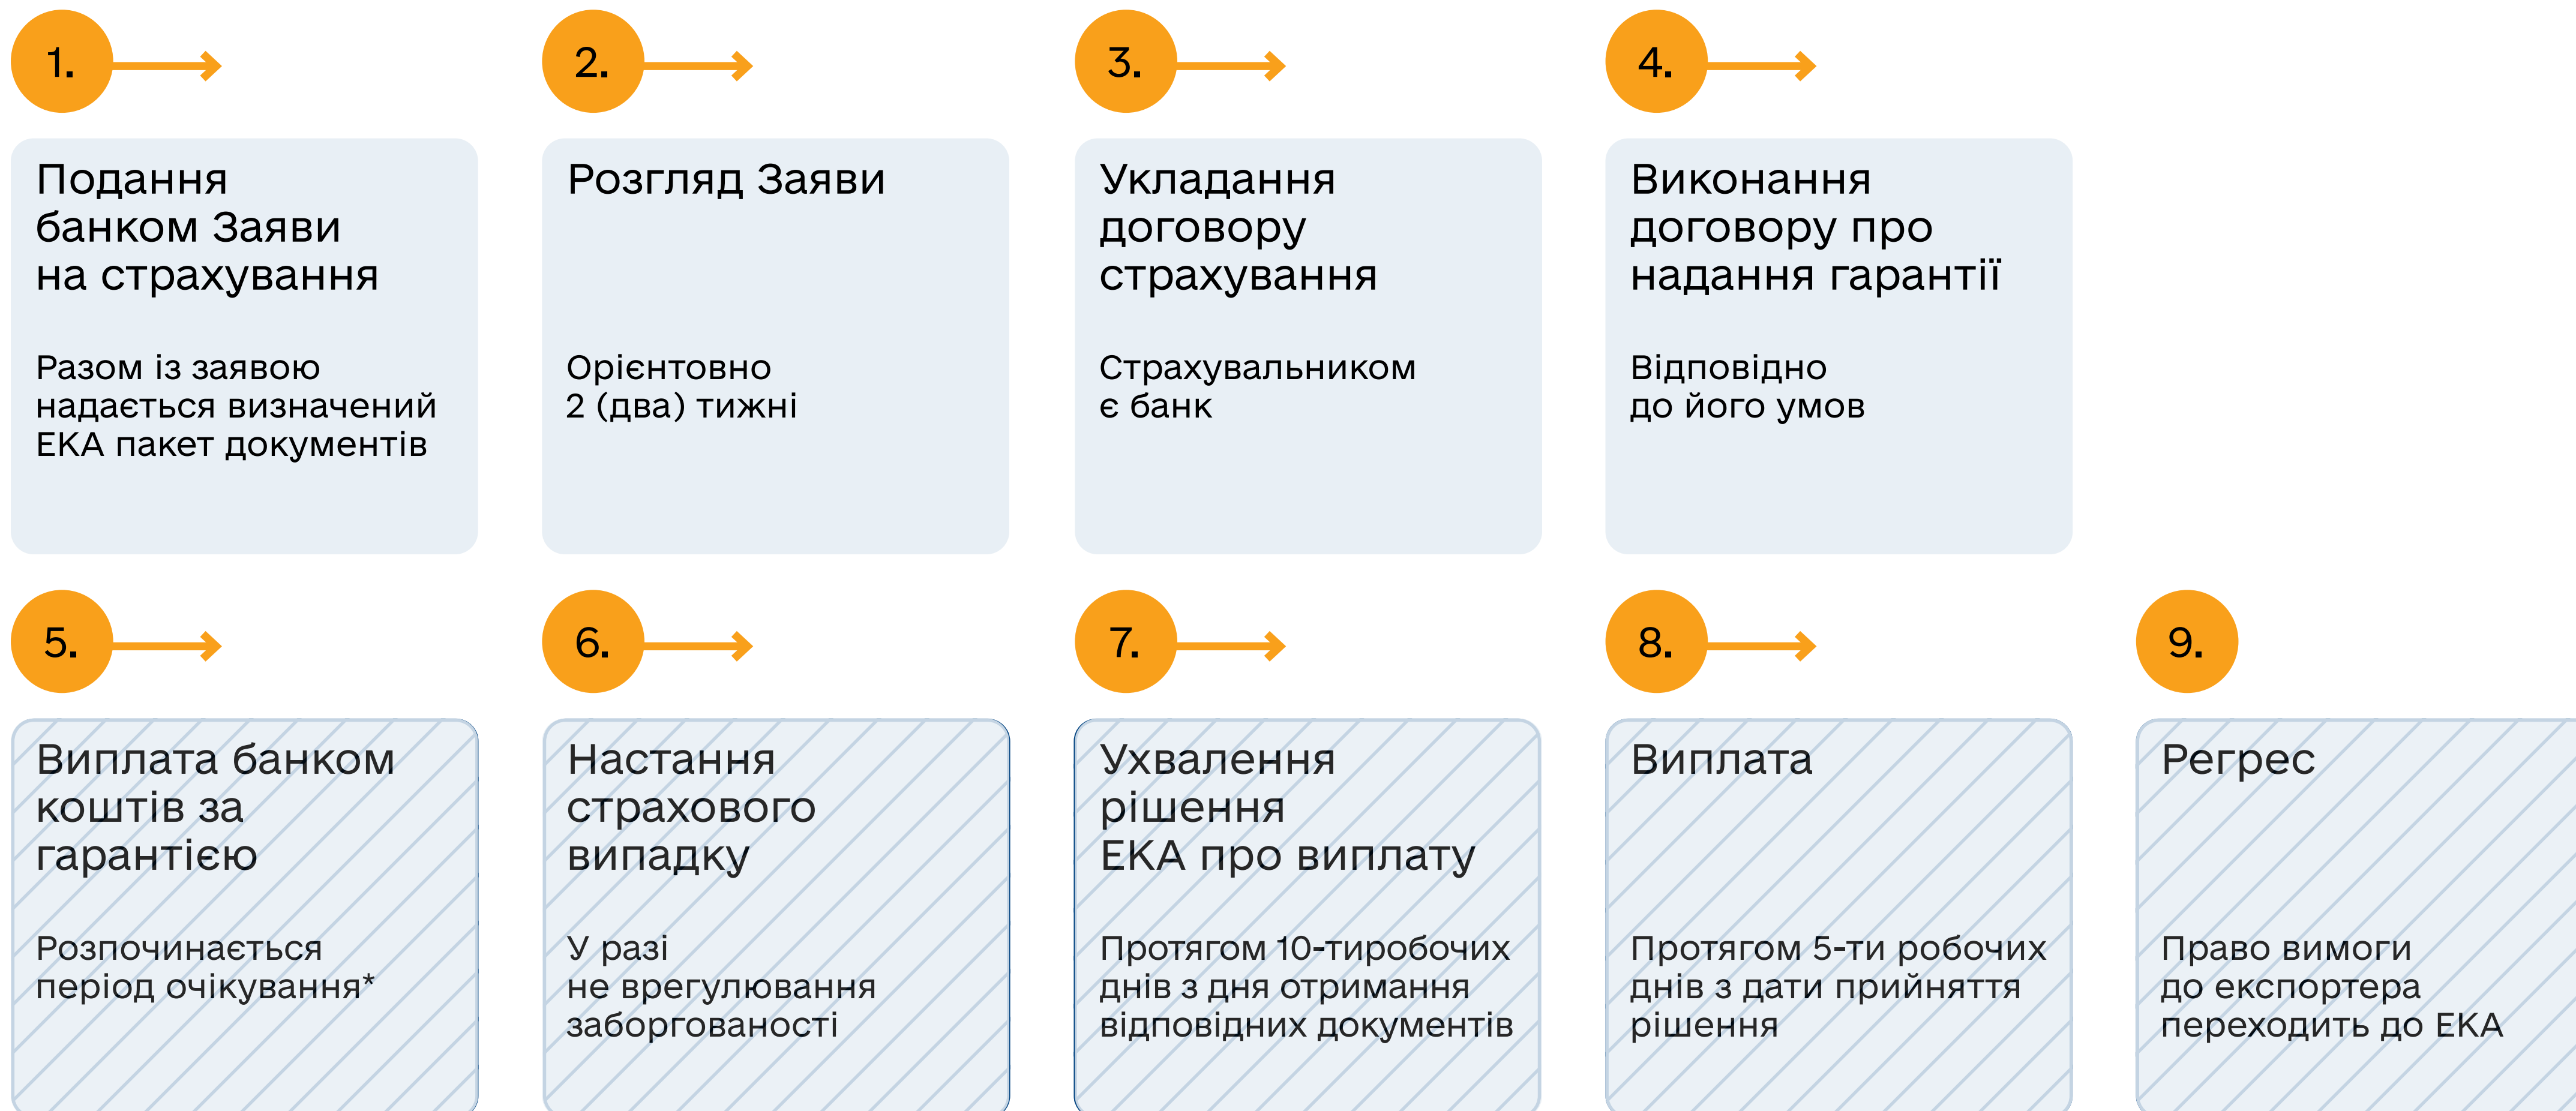 1.
Подання
банком Заяви
на страхування
Разом із заявою
надається визначений
ЕКА пакет документів
2.
Розгляд Заяви
Орієнтовно
2 (два) тижні
3.
Укладання
договору
страхування
Страхувальником
є банк
4.
Виконання
договору про
надання гарантії
Відповідно
до його умов
5.
Виплата банком
коштів за
гарантією
Розпочинається
період очікування*
6.
Настання
страхового
випадку
У разі
не врегулювання
заборгованості
7.
Ухвалення
рішення
ЕКА про виплату
Протягом 10-тиробочих
днів з дня отримання
відповідних документів
8.
Виплата
Протягом 5-ти робочих
днів з дати прийняття
рішення
9.
Регрес
Право вимоги
до експортера
переходить до ЕКА